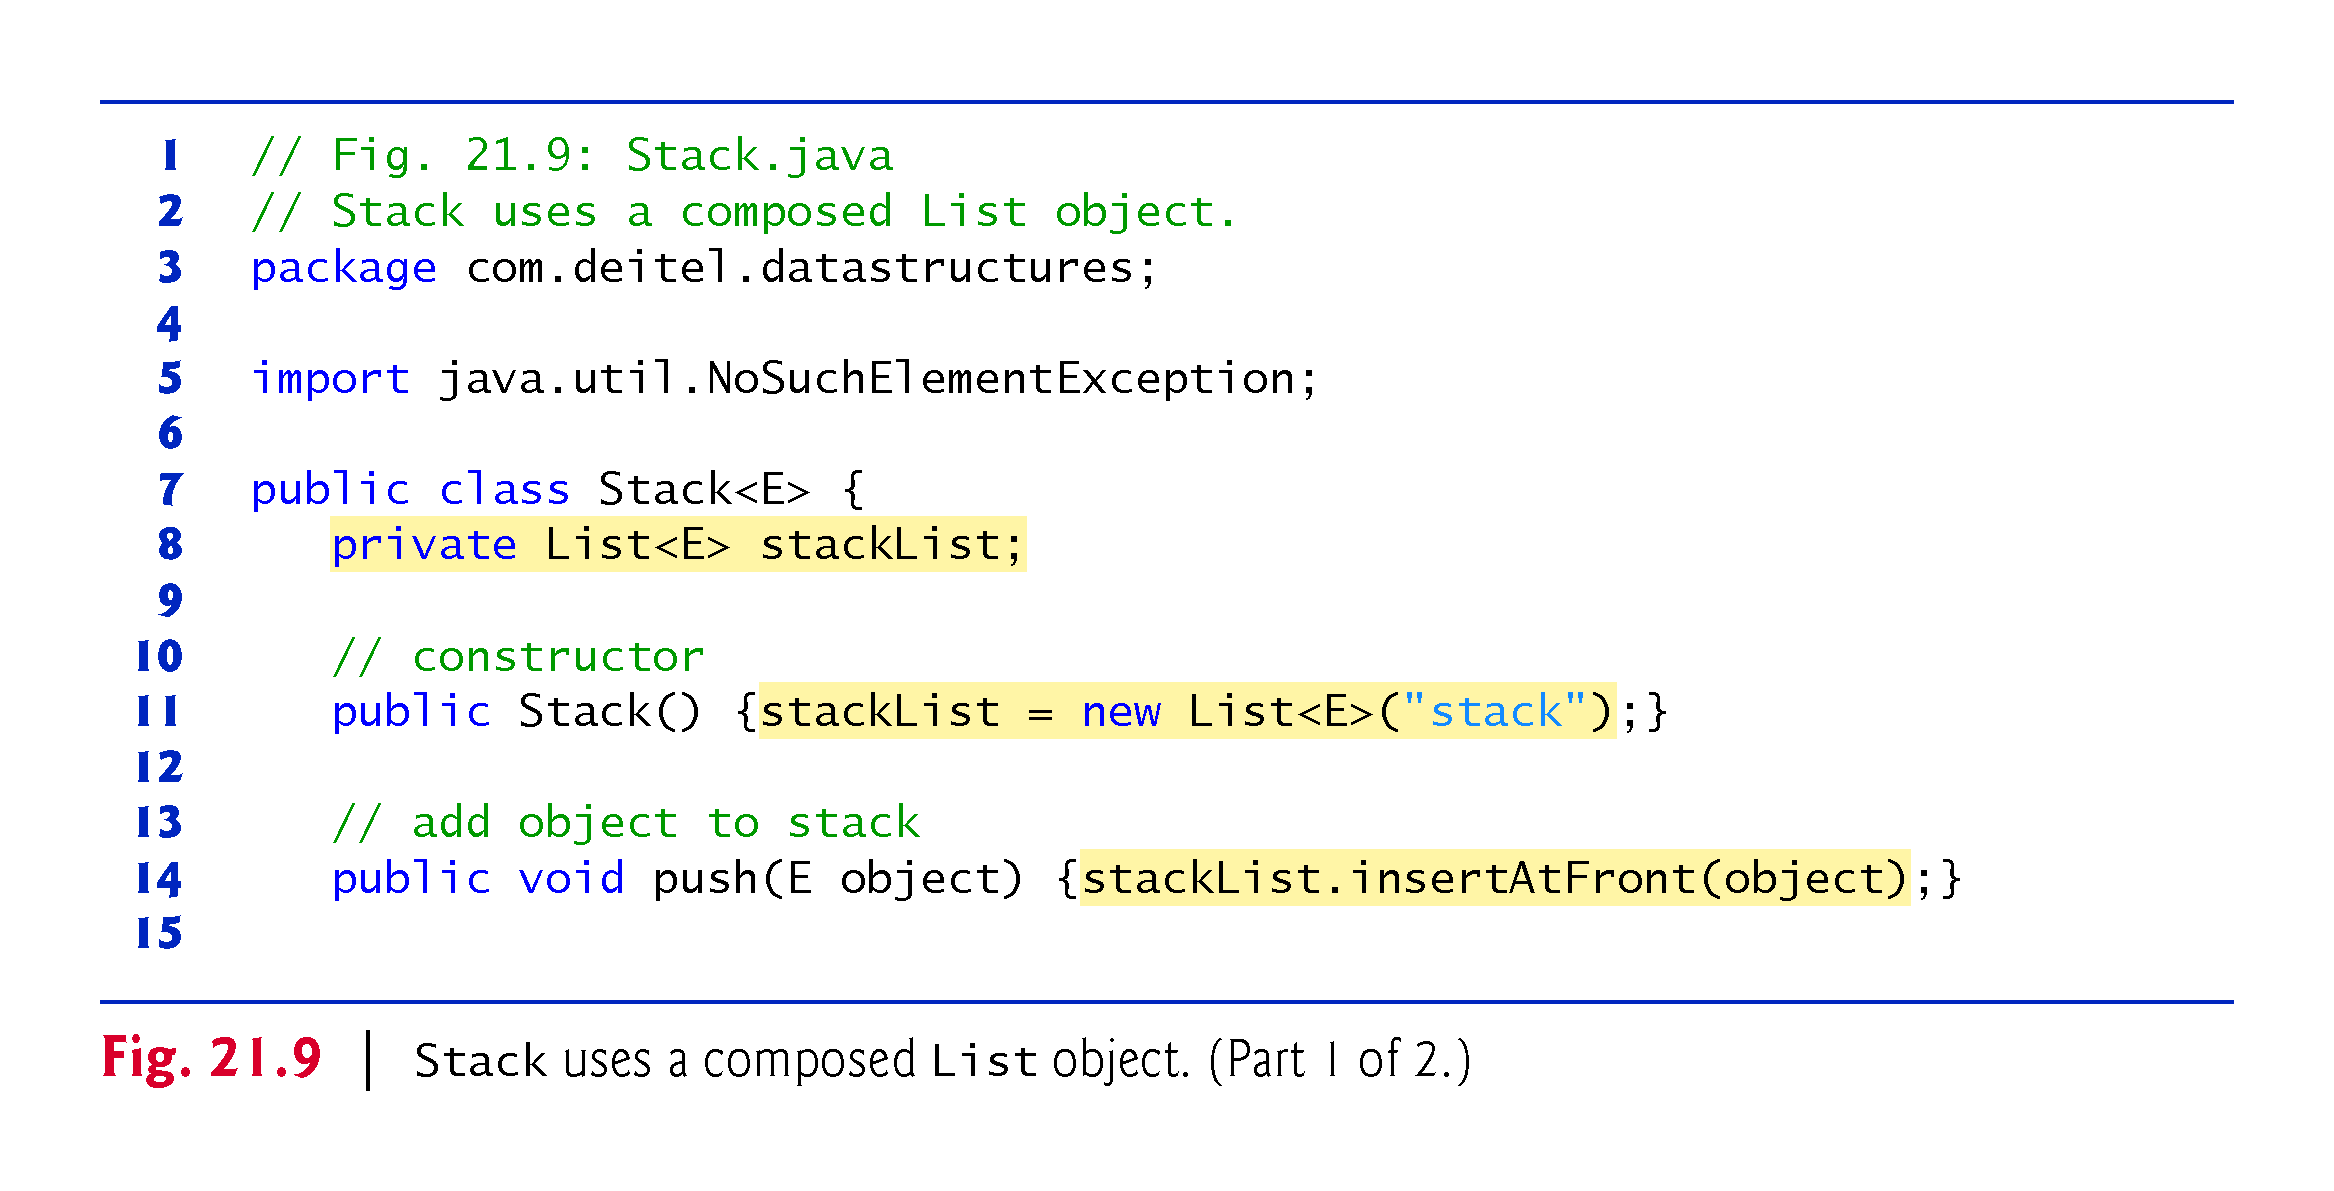 1 // Fig. 21.9: Stack.java
2 // Stack uses a composed List object.
3 package com.deitel.datastructures;
4
5 import java.util.NoSuchElementException;
6
7 public class Stack<E> {
8 private List<E> stackList;
9
10 // constructor
11 public Stack() {stackList = new List<E>("stack");}
12
13 // add object to stack
14 public void push(E object) {stackList.insertAtFront(object);}
15
Fig. 21.9 | Stack uses a composed List object. (Part 1 of 2.)